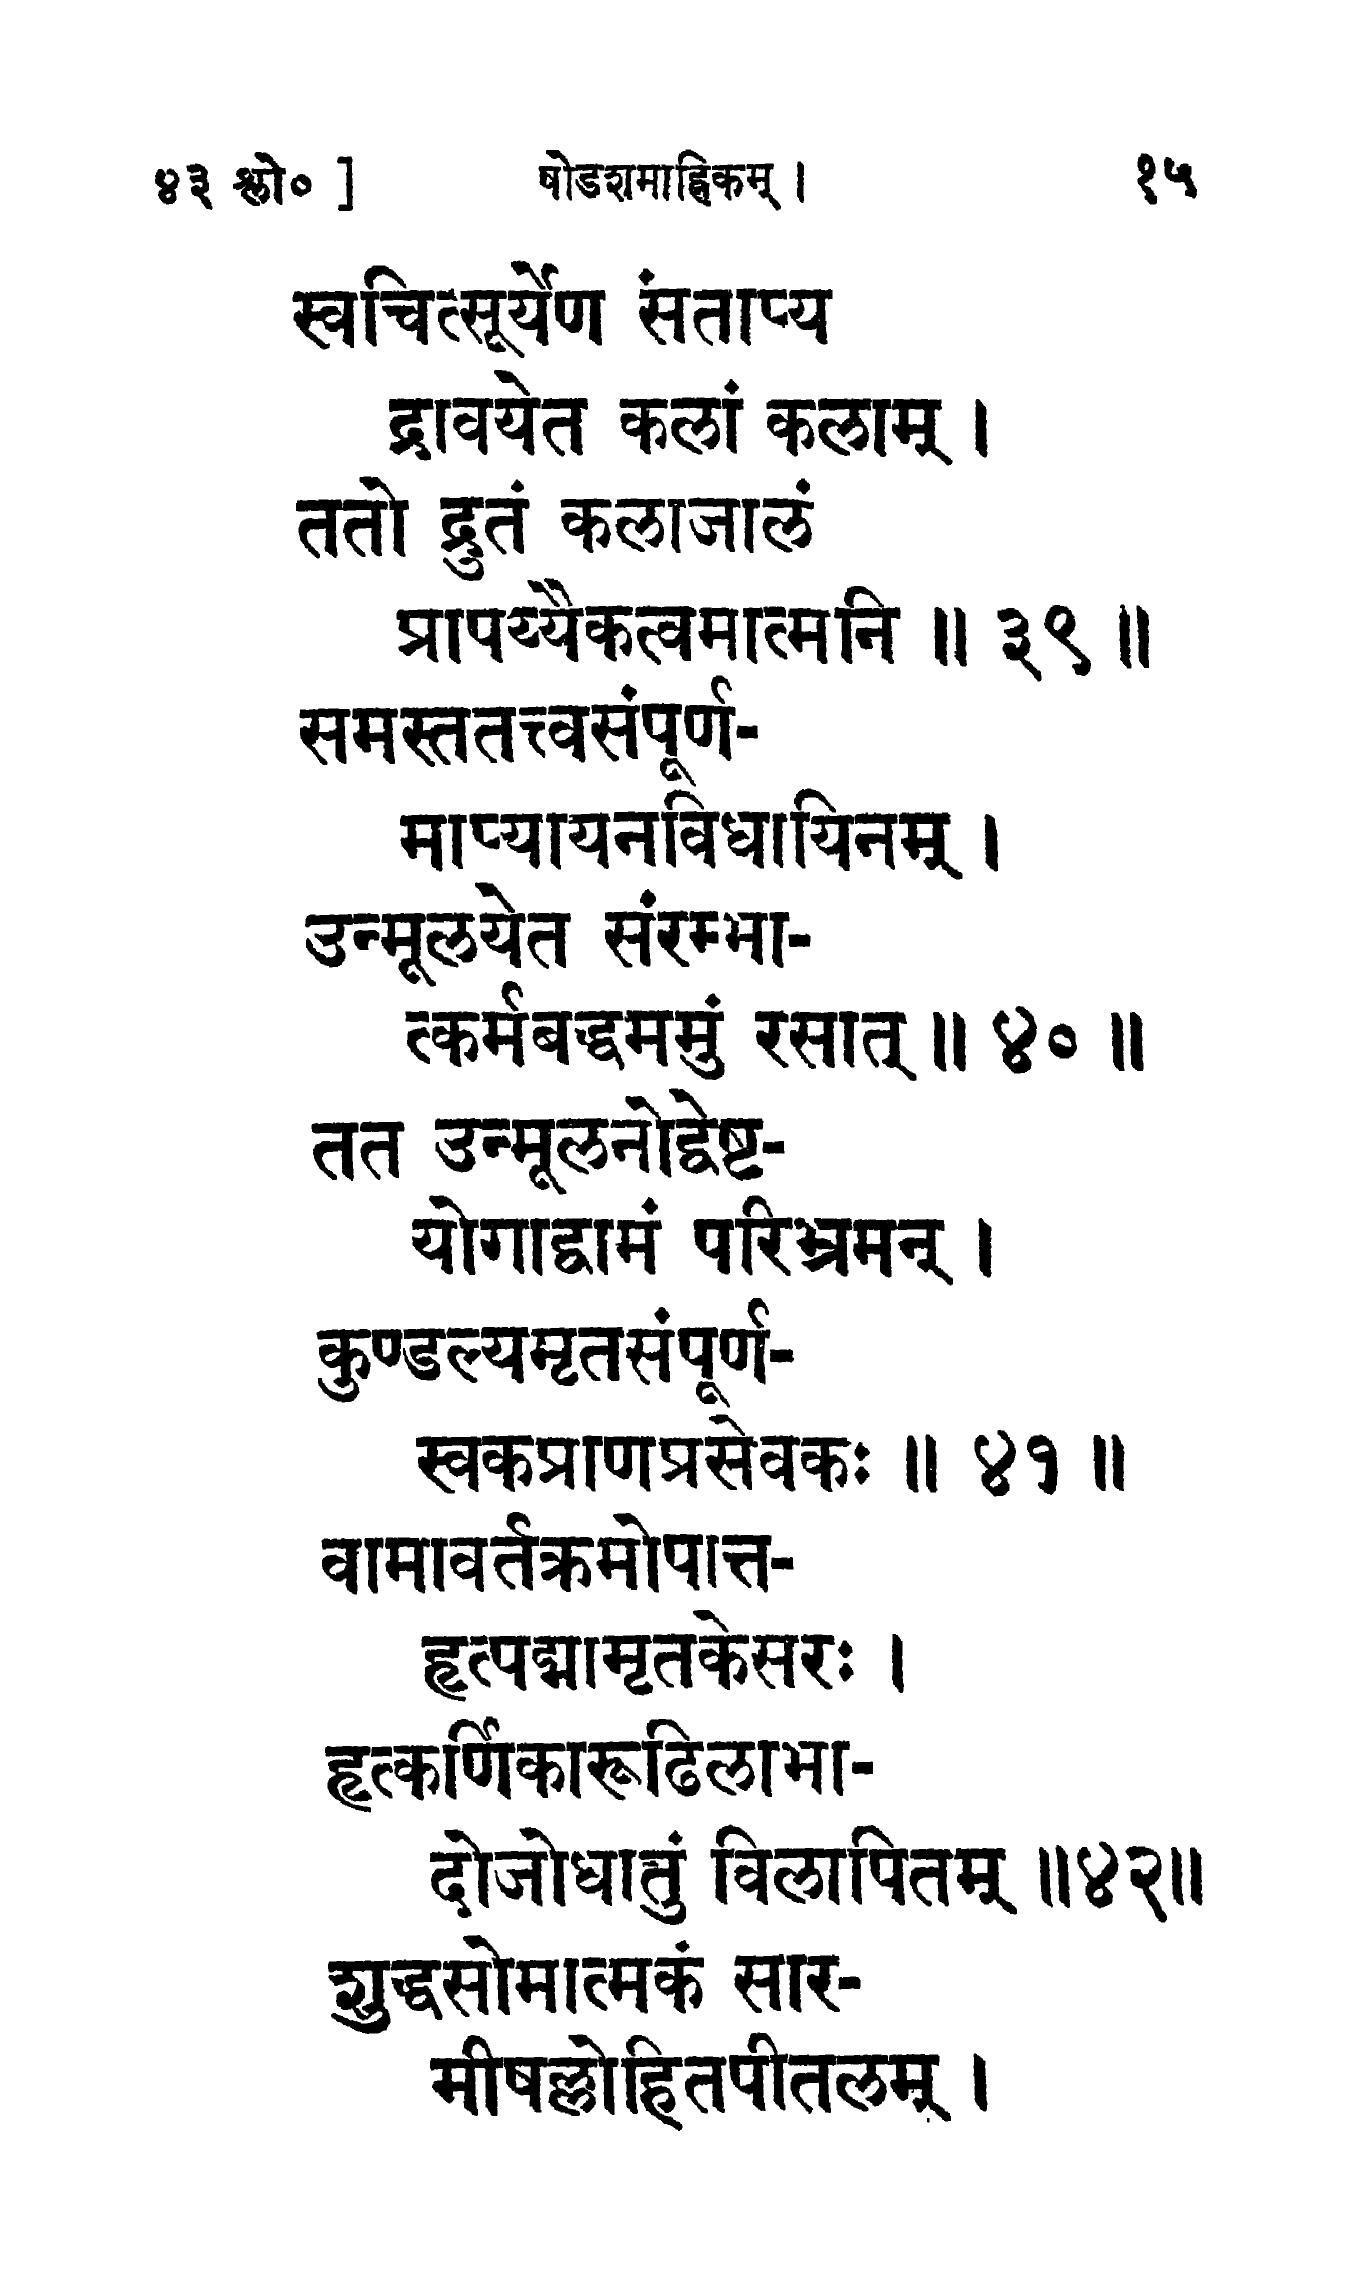 ४३ श्लो० ] षोडशमाह्निकम् । १५
स्वचित्सूर्येण संताप्य
द्रावयेत कलां कलाम् ।
ततो द्रुतं कलाजालं
प्रापय्यैकत्वमात्मनि ॥ ३९ ॥
समस्ततत्त्वसंपूर्ण-
माप्यायनविधायिनम् ।
उन्मूलयेत संरम्भा-
त्कर्मबद्धममुं रसात् ॥ ४० ॥
तत उन्मूलनोद्वेष्ट-
योगाद्वामं परिभ्रमन् ।
कुण्डल्यमृतसंपूर्ण-
स्वकप्राणप्रसेवकः ॥ ४१ ॥
वामावर्तक्रमोपात्त-
हृत्पद्मामृतकेसरः ।
हृत्कर्णिकारूढिलाभा-
दोजोधातुं विलापितम् ॥४२॥
शुद्धसोमात्मकं सार-
मीषल्लोहितपीतलम् ।